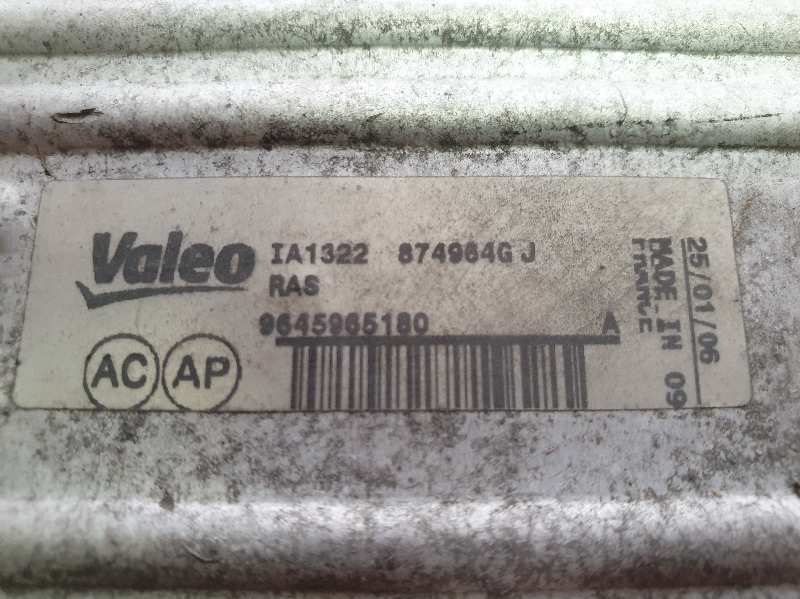 Valeo
IA1322 874964G J
RAS
9645965180 A
AC AP
25/01/06
MADE IN 09
FRANCE